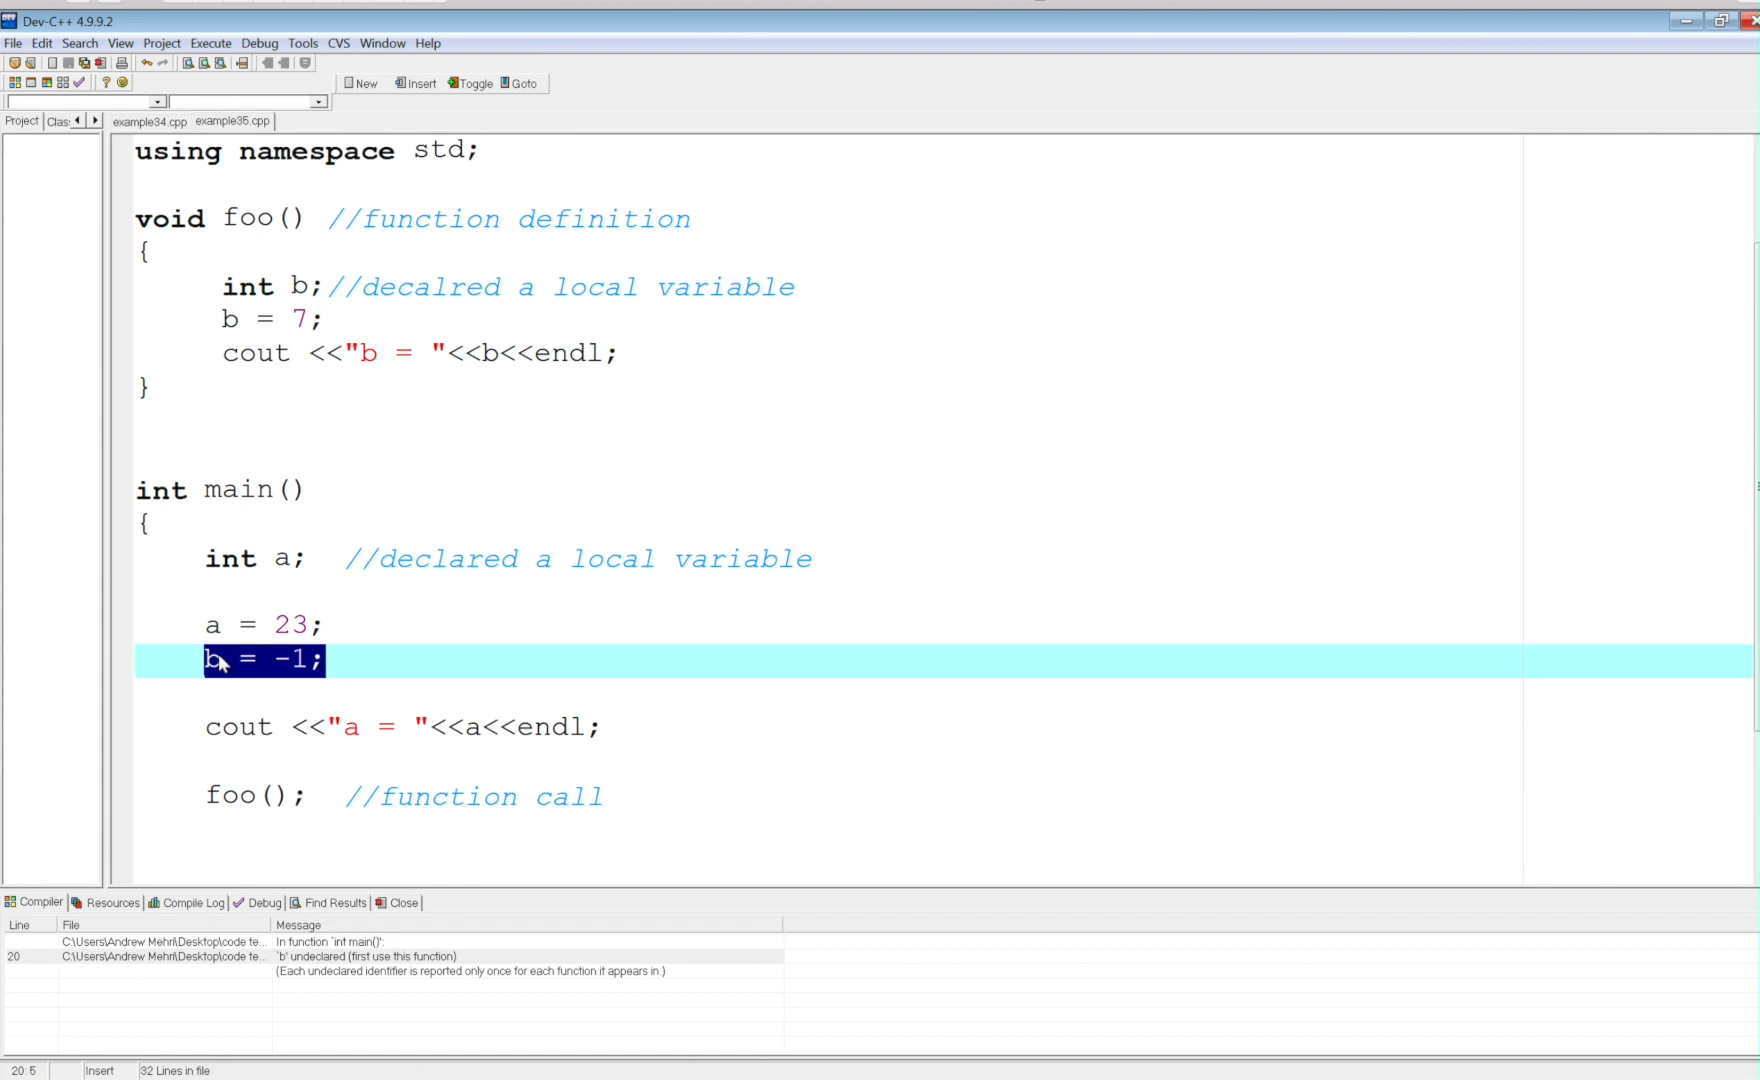 Dev-C++ 4.9.9.2
File Edit Search View Project Execute Debug Tools CVS Window Help
New Insert Toggle Goto
Project Clas example34.cpp example35.cpp
using namespace std;
void foo() //function definition
{
int b;//decalred a local variable
b = 7;
cout <<"b = "<<b<<endl;
}
int main()
{
int a; //declared a local variable
a = 23;
b = -1;
cout <<"a = "<<a<<endl;
foo(); //function call
Compiler Resources Compile Log Debug Find Results Close
Line File Message
C:\Users\Andrew Mehri\Desktop\code te... In function `int main()':
20 C:\Users\Andrew Mehri\Desktop\code te... `b' undeclared (first use this function)
(Each undeclared identifier is reported only once for each function it appears in.)
20: 5 Insert 32 Lines in file